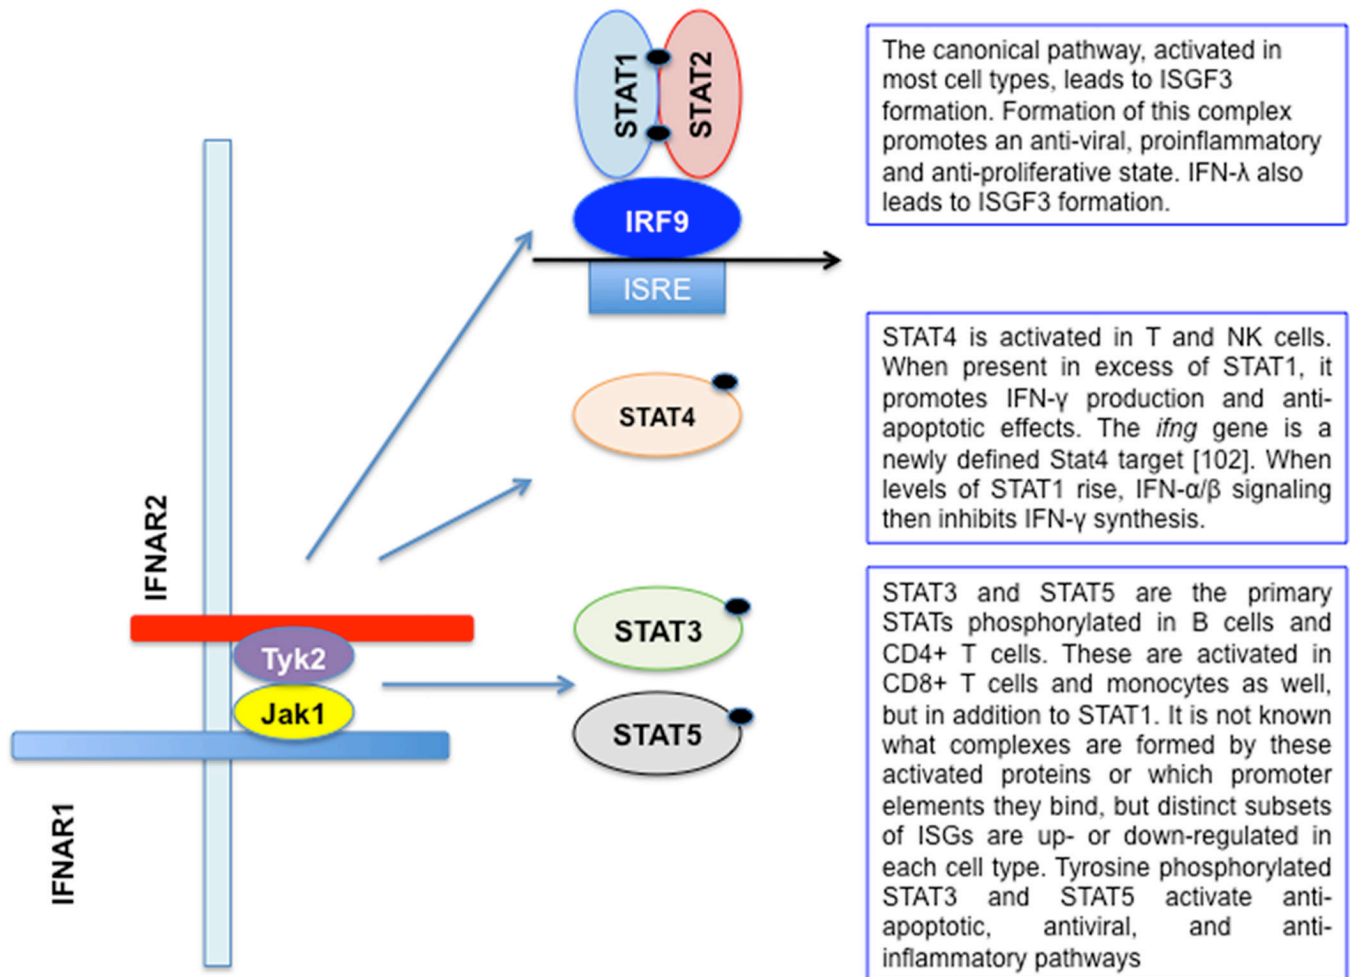 STAT1
STAT2
IRF9
ISRE
STAT4
STAT3
STAT5
IFNAR2
Tyk2
Jak1
IFNAR1
The canonical pathway, activated in
most cell types, leads to ISGF3
formation. Formation of this complex
promotes an anti-viral, proinflammatory
and anti-proliferative state. IFN-λ also
leads to ISGF3 formation.
STAT4 is activated in T and NK cells.
When present in excess of STAT1, it
promotes IFN-γ production and anti-
apoptotic effects. The ifng gene is a
newly defined Stat4 target [102]. When
levels of STAT1 rise, IFN-α/β signaling
then inhibits IFN-γ synthesis.
STAT3 and STAT5 are the primary
STATs phosphorylated in B cells and
CD4+ T cells. These are activated in
CD8+ T cells and monocytes as well,
but in addition to STAT1. It is not known
what complexes are formed by these
activated proteins or which promoter
elements they bind, but distinct subsets
of ISGs are up- or down-regulated in
each cell type. Tyrosine phosphorylated
STAT3 and STAT5 activate anti-
apoptotic, antiviral, and anti-
inflammatory pathways